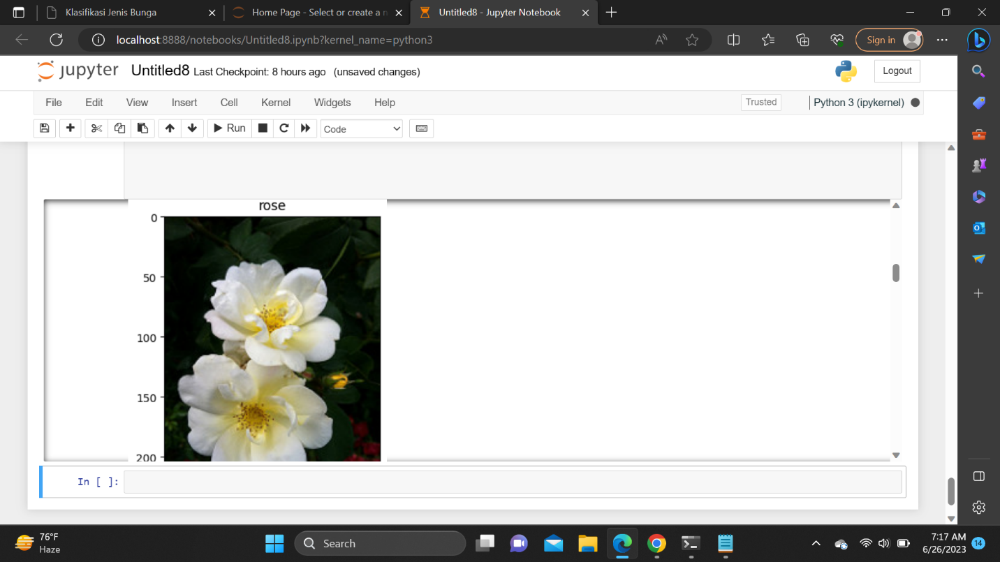 Klasifikasi Jenis Bunga
Home Page - Select or create a n
Untitled8 - Jupyter Notebook
localhost:8888/notebooks/Untitled8.ipynb?kernel_name=python3
Sign in
jupyter Untitled8 Last Checkpoint: 8 hours ago (unsaved changes)
Logout
File Edit View Insert Cell Kernel Widgets Help
Trusted
Python 3 (ipykernel)
Run
Code
rose
0
50
100
150
200
In [ ]:
76°F
Haze
Search
7:17 AM
6/26/2023
14